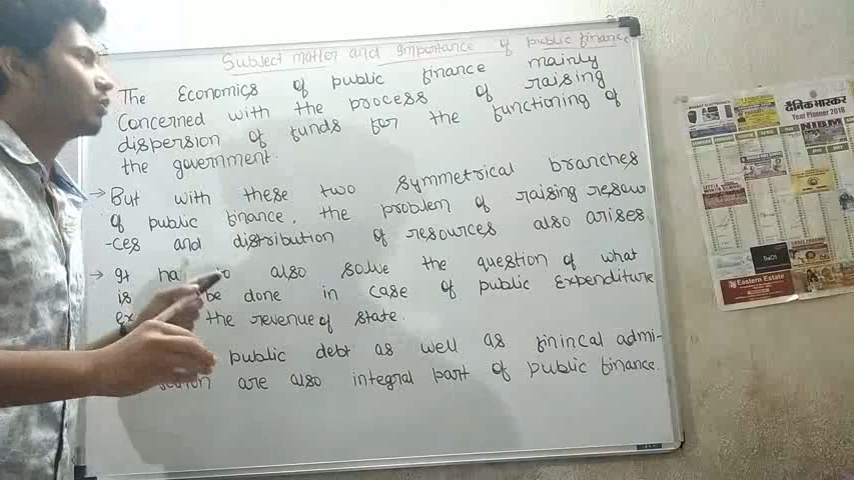 Subject matter and importance of public finance
The Economics of public finance mainly
Concerned with the process of raising
dispersion of funds for the functioning of
the government.
→ But with these two symmetrical branches
of public finance, the problem of raising resour
-ces and distribution of resources also arises
→ It ha to also solve the question of what
is be done in case of public expenditure
ex the revenue of state.
public debt as well as finincal admi-
are also integral part of public finance.
दैनिक भास्कर
Year Planner 2018
NIBM
Eastern Estate